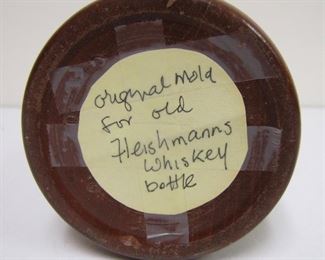 original mold
for old
Fleishmanns
whiskey
bottle